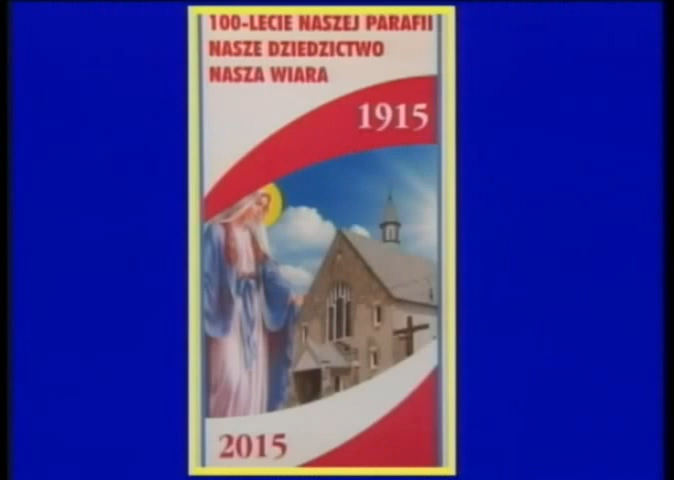 100-LECIE NASZEJ PARAFII
NASZE DZIEDZICTWO
NASZA WIARA
1915
2015